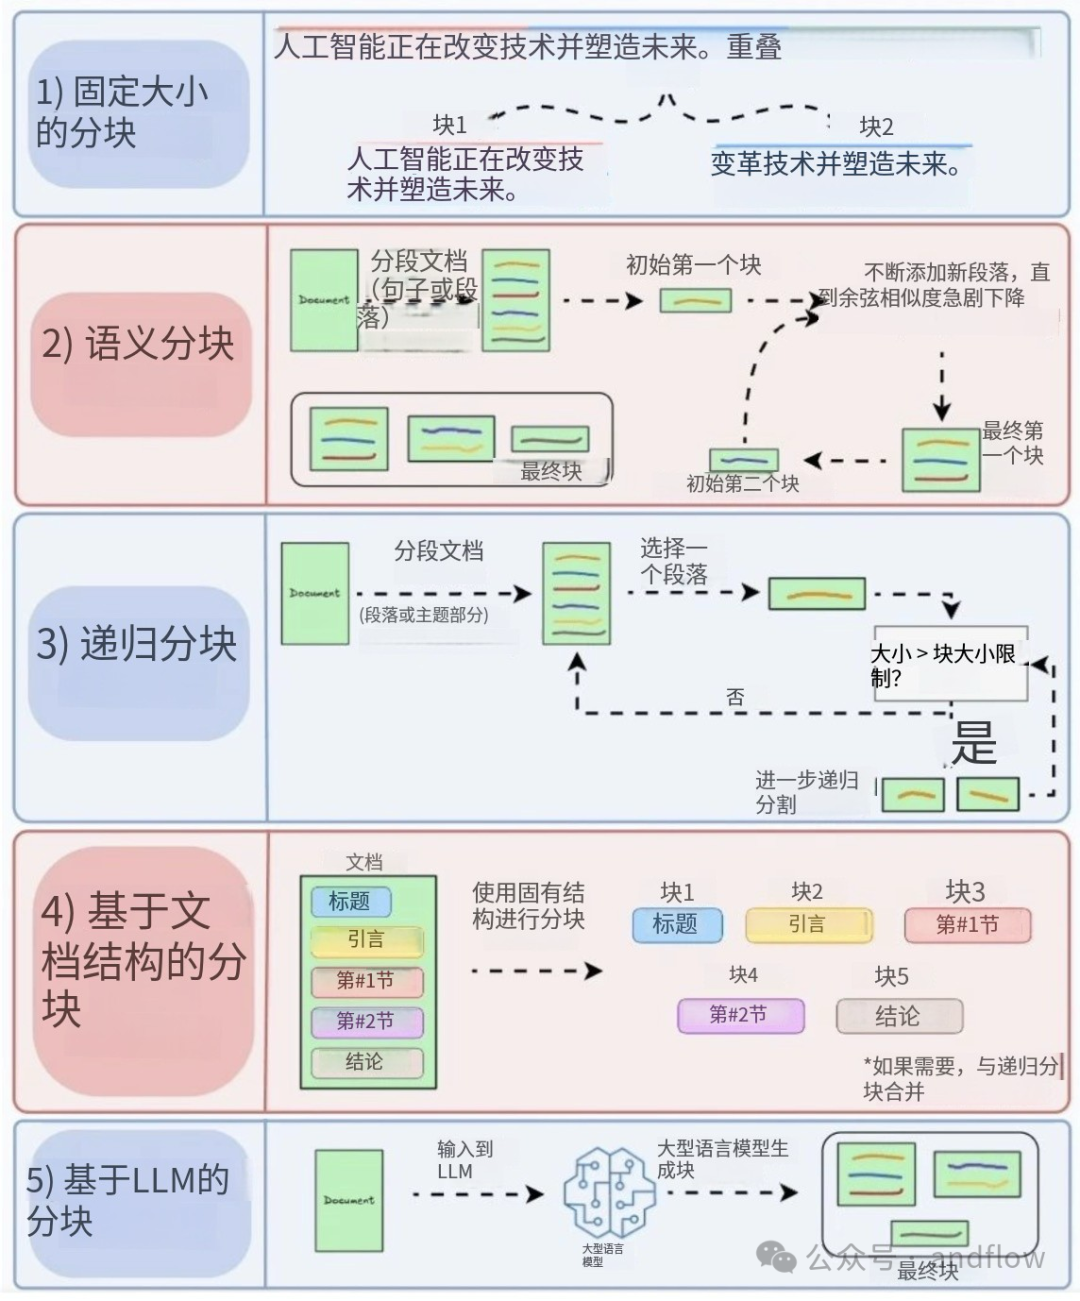 人工智能正在改变技术并塑造未来。重叠
1) 固定大小
的分块
块1
块2
人工智能正在改变技
术并塑造未来。
变革技术并塑造未来。
2) 语义分块
Document
分段文档
（句子或段
落）
初始第一个块
不断添加新段落，直
到余弦相似度急剧下降
最终块
初始第二个块
最终第
一个块
3) 递归分块
Document
分段文档
(段落或主题部分)
选择一
个段落
大小 > 块大小限
制？
否
是
进一步递归
分割
4) 基于文
档结构的分
块
文档
标题
引言
第#1节
第#2节
结论
使用固有结
构进行分块
块1
标题
块2
引言
块3
第#1节
块4
第#2节
块5
结论
*如果需要，与递归分
块合并
5) 基于LLM的
分块
Document
输入到
LLM
大型语言
模型
大型语言模型生
成块
最终块
公众号 · andflow